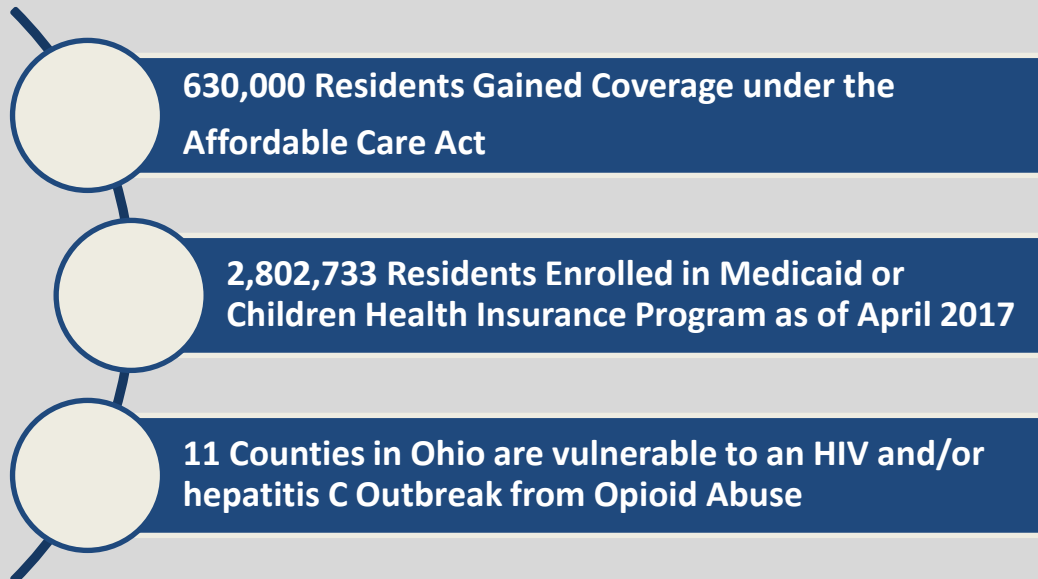 630,000 Residents Gained Coverage under the
Affordable Care Act
2,802,733 Residents Enrolled in Medicaid or
Children Health Insurance Program as of April 2017
11 Counties in Ohio are vulnerable to an HIV and/or
hepatitis C Outbreak from Opioid Abuse